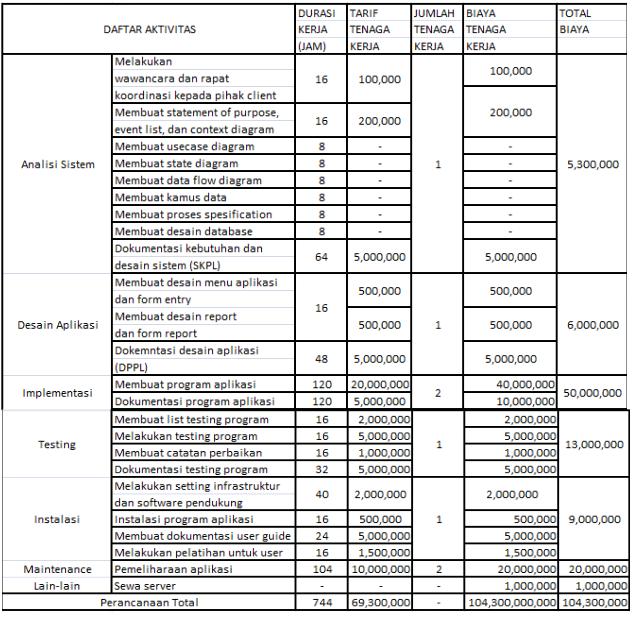 DAFTAR AKTIVITAS DURASI KERJA (JAM) TARIF TENAGA KERJA JUMLAH TENAGA KERJA BIAYA TENAGA KERJA TOTAL BIAYA
Analisi Sistem
Melakukan
wawancara dan rapat
koordinasi kepada pihak client
16 100,000 1 100,000 5,300,000
Membuat statement of purpose,
event list, dan context diagram
16 200,000 200,000
Membuat usecase diagram 8 - -
Membuat state diagram 8 - -
Membuat data flow diagram 8 - -
Membuat kamus data 8 - -
Membuat proses spesification 8 - -
Membuat desain database 8 - -
Dokumentasi kebutuhan dan
desain sistem (SKPL)
64 5,000,000 5,000,000
Desain Aplikasi
Membuat desain menu aplikasi
dan form entry
16 500,000 1 500,000 6,000,000
Membuat desain report
dan form report
500,000 500,000
Dokemntasi desain aplikasi
(DPPL)
48 5,000,000 5,000,000
Implementasi
Membuat program aplikasi 120 20,000,000 2 40,000,000 50,000,000
Dokumentasi program aplikasi 120 5,000,000 10,000,000
Testing
Membuat list testing program 16 2,000,000 1 2,000,000 13,000,000
Melakukan testing program 16 5,000,000 5,000,000
Membuat catatan perbaikan 16 1,000,000 1,000,000
Dokumentasi testing program 32 5,000,000 5,000,000
Instalasi
Melakukan setting infrastruktur
dan software pendukung
40 2,000,000 1 2,000,000 9,000,000
Instalasi program aplikasi 16 500,000 500,000
Membuat dokumentasi user guide 24 5,000,000 5,000,000
Melakukan pelatihan untuk user 16 1,500,000 1,500,000
Maintenance Pemeliharaan aplikasi 104 10,000,000 2 20,000,000 20,000,000
Lain-lain Sewa server - - - 1,000,000 1,000,000
Perancanaan Total 744 69,300,000 - 104,300,000,000 104,300,000